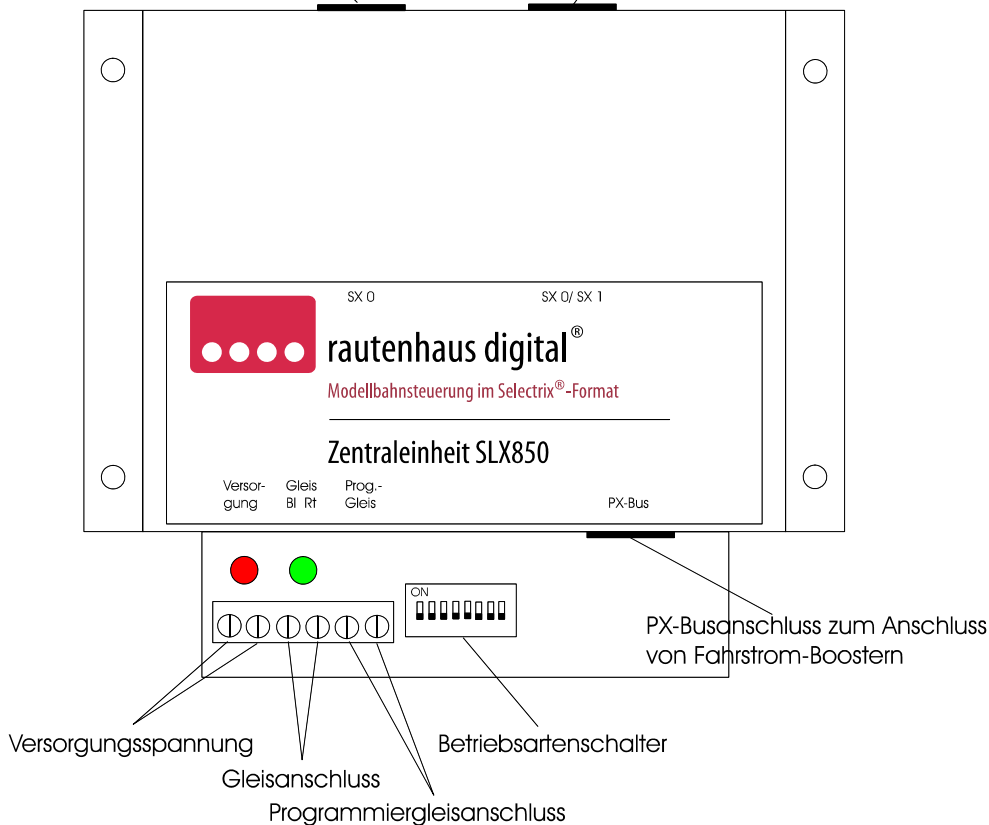 SX 0 SX 0/ SX 1
rautenhaus digital®
Modellbahnsteuerung im Selectrix®-Format
Zentraleinheit SLX850
Versor- Gleis Prog.-
gung Bl Rt Gleis PX-Bus
ON
PX-Busanschluss zum Anschluss
von Fahrstrom-Boostern
Versorgungsspannung Betriebsartenschalter
Gleisanschluss
Programmiergleisanschluss